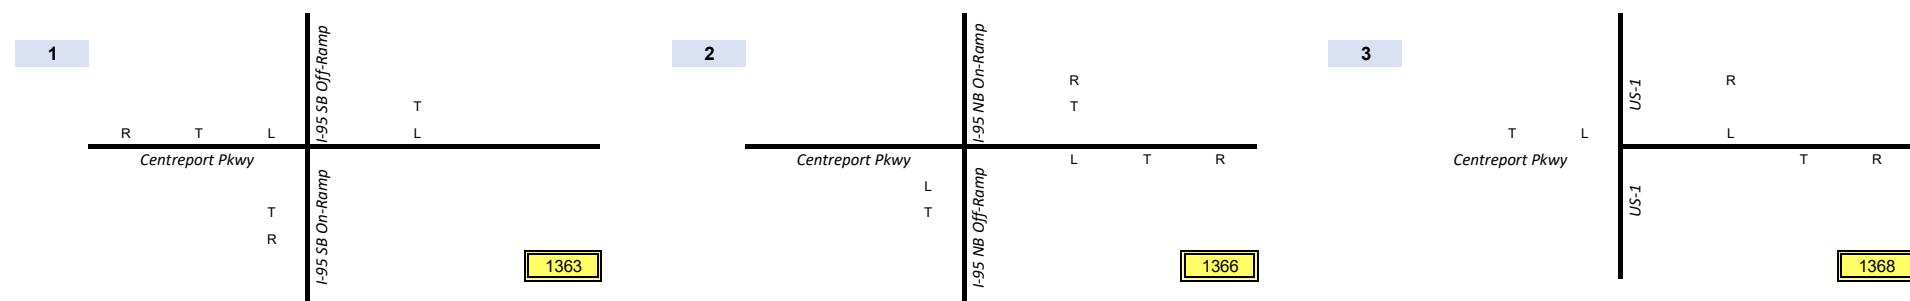 1
I-95 SB Off-Ramp
T
R T L
L
Centreport Pkwy
T
R
I-95 SB On-Ramp
1363
2
I-95 NB On-Ramp
R
T
Centreport Pkwy
L T R
L
T
I-95 NB Off-Ramp
1366
3
US-1
R
T L
L
Centreport Pkwy
T R
US-1
1368